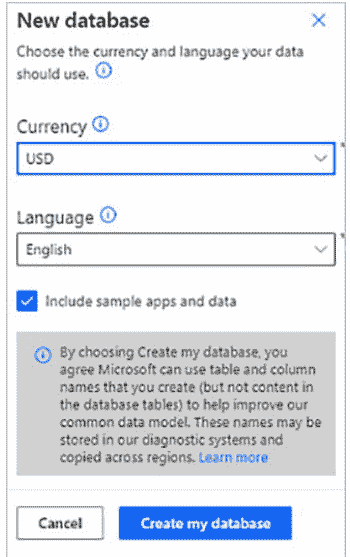 New database
Choose the currency and language your data
should use.
Currency
USD
Language
English
Include sample apps and data
By choosing Create my database, you
agree Microsoft can use table and column
names that you create (but not content in
the database tables) to help improve our
common data model. These names may be
stored in our diagnostic systems and
copied across regions. Learn more
Cancel
Create my database